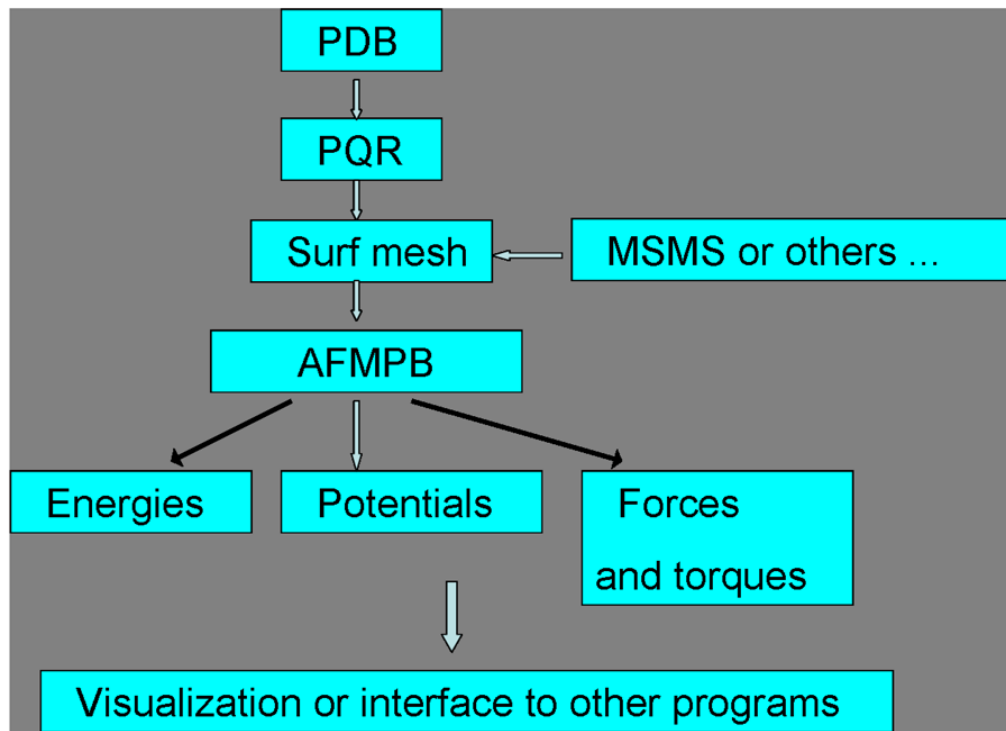 PDB
PQR
Surf mesh
MSMS or others ...
AFMPB
Energies
Potentials
Forces
and torques
Visualization or interface to other programs